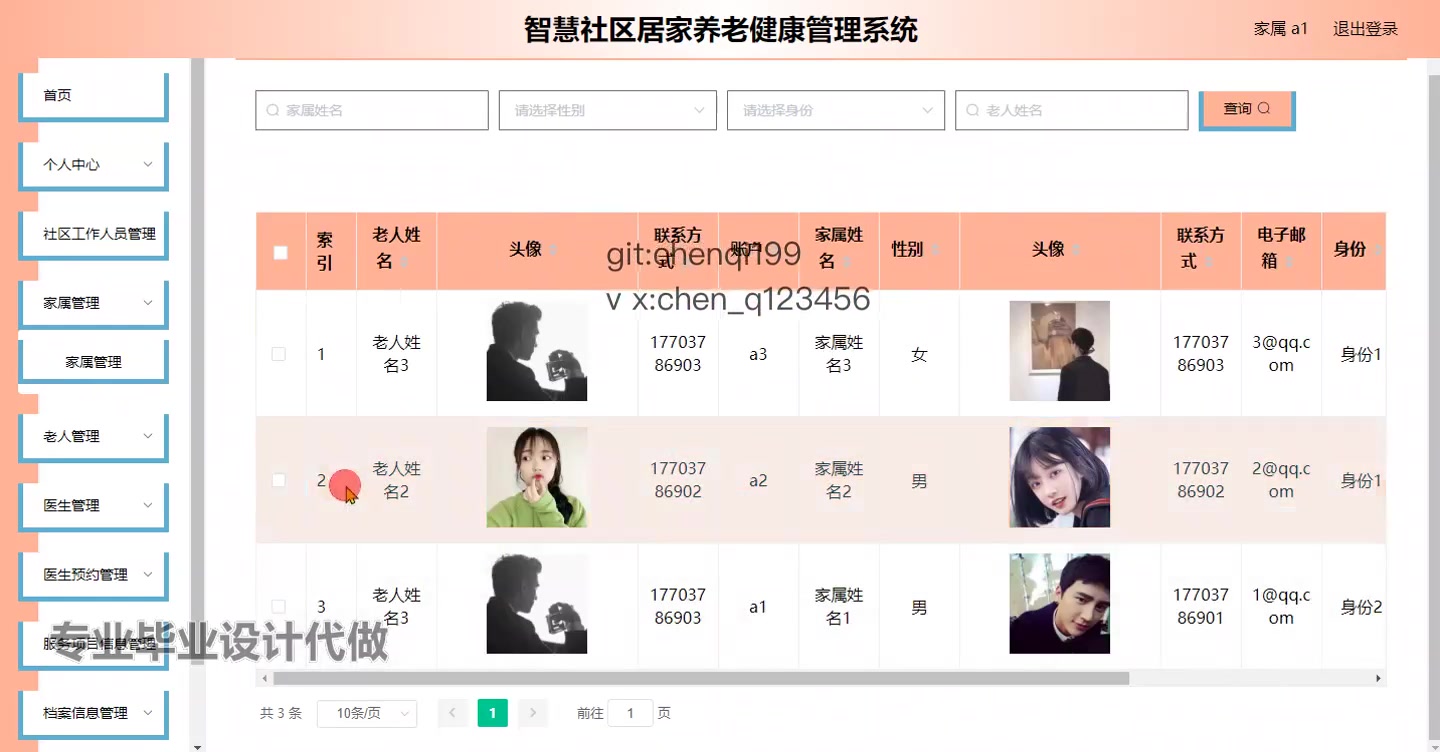 智慧社区居家养老健康管理系统
家属 a1 退出登录
首页
个人中心
社区工作人员管理
家属管理
家属管理
老人管理
医生管理
医生预约管理
服务项目信息管理
档案信息管理
家属姓名 请选择性别 请选择身份 老人姓名 查询
索引 老人姓名 头像 联系方式 账户 家属姓名 性别 头像 联系方式 电子邮箱 身份
git:chenqh199
v x:chen_q123456
1 老人姓名3 17703786903 a3 家属姓名3 女 17703786903 3@qq.com 身份1
2 老人姓名2 17703786902 a2 家属姓名2 男 17703786902 2@qq.com 身份1
3 老人姓名3 17703786903 a1 家属姓名1 男 17703786901 1@qq.com 身份2
专业毕业设计代做
共 3 条 10条/页 1 前往 1 页